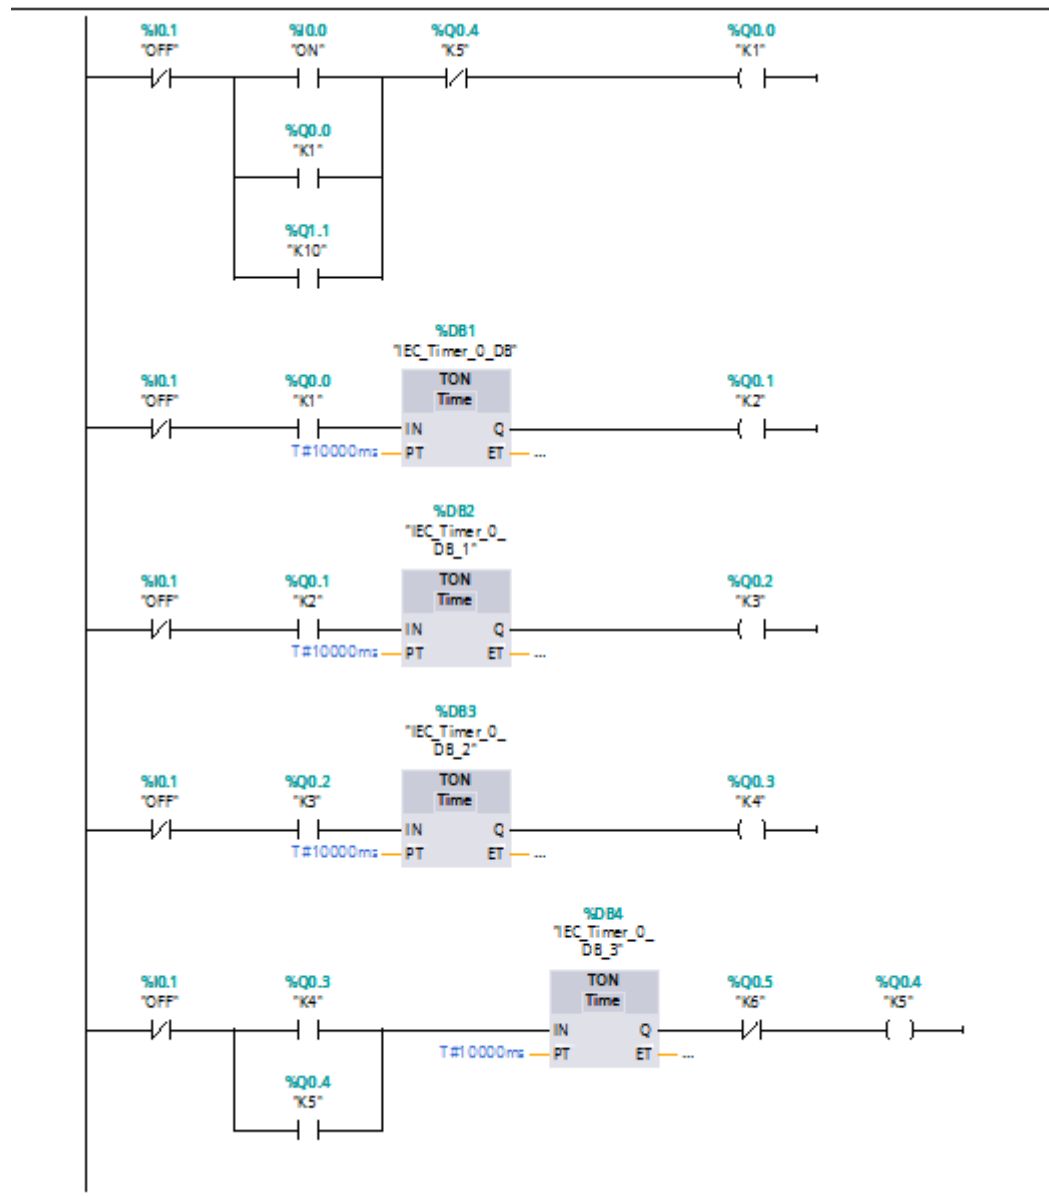 %I0.1 %I0.0 %Q0.4 %Q0.0
"OFF" "ON" "K5" "K1"
%Q0.0
"K1"
%Q1.1
"K10"
%DB1
"IEC_Timer_0_DB"
%I0.1 %Q0.0 TON %Q0.1
"OFF" "K1" Time "K2"
IN Q
T#10000ms PT ET ...
%DB2
"IEC_Timer_0_
DB_1"
%I0.1 %Q0.1 TON %Q0.2
"OFF" "K2" Time "K3"
IN Q
T#10000ms PT ET ...
%DB3
"IEC_Timer_0_
DB_2"
%I0.1 %Q0.2 TON %Q0.3
"OFF" "K3" Time "K4"
IN Q
T#10000ms PT ET ...
%DB4
"IEC_Timer_0_
DB_3"
%I0.1 %Q0.3 TON %Q0.5 %Q0.4
"OFF" "K4" Time "K6" "K5"
IN Q
T#10000ms PT ET ...
%Q0.4
"K5"